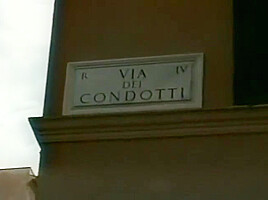 R. VIA IV
DEI
CONDOTTI